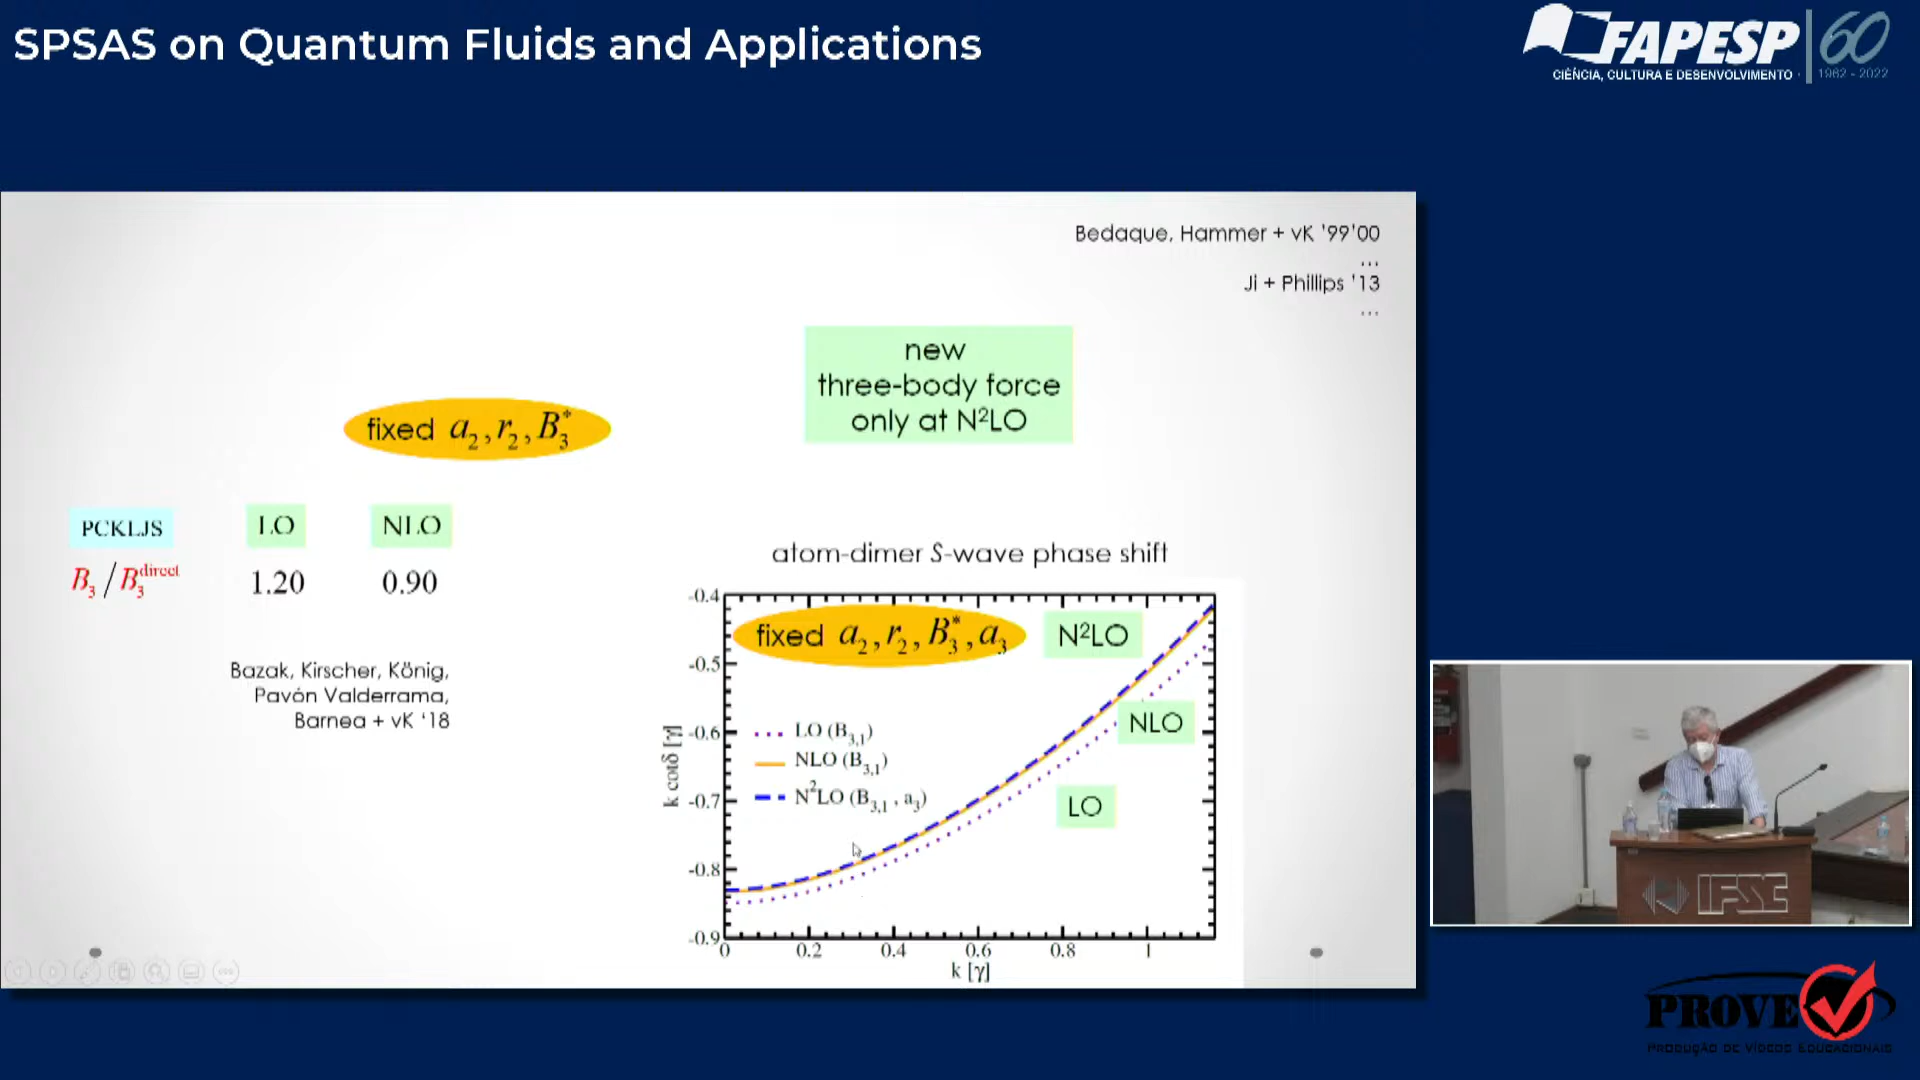 SPSAS on Quantum Fluids and Applications
FAPESP 60
CIÊNCIA, CULTURA E DESENVOLVIMENTO
1962 - 2022
Bedaque, Hammer + vK '99'00
...
Ji + Phillips '13
...
new
three-body force
only at N²LO
fixed a₂, r₂, B₃*
PCKLJS LO NLO
B₃/B₃^direct 1.20 0.90
Bazak, Kirscher, König,
Pavón Valderrama,
Barnea + vK '18
atom-dimer S-wave phase shift
fixed a₂, r₂, B₃*, a₃
N²LO
NLO
LO
LO (B₃,₁)
NLO (B₃,₁)
N²LO (B₃,₁ , a₃)
k cotδ [γ]
-0.4
-0.5
-0.6
-0.7
-0.8
-0.9
0 0.2 0.4 0.6 0.8 1
k [γ]
IFSC
PROVE
PRODUÇÃO DE VÍDEOS EDUCACIONAIS